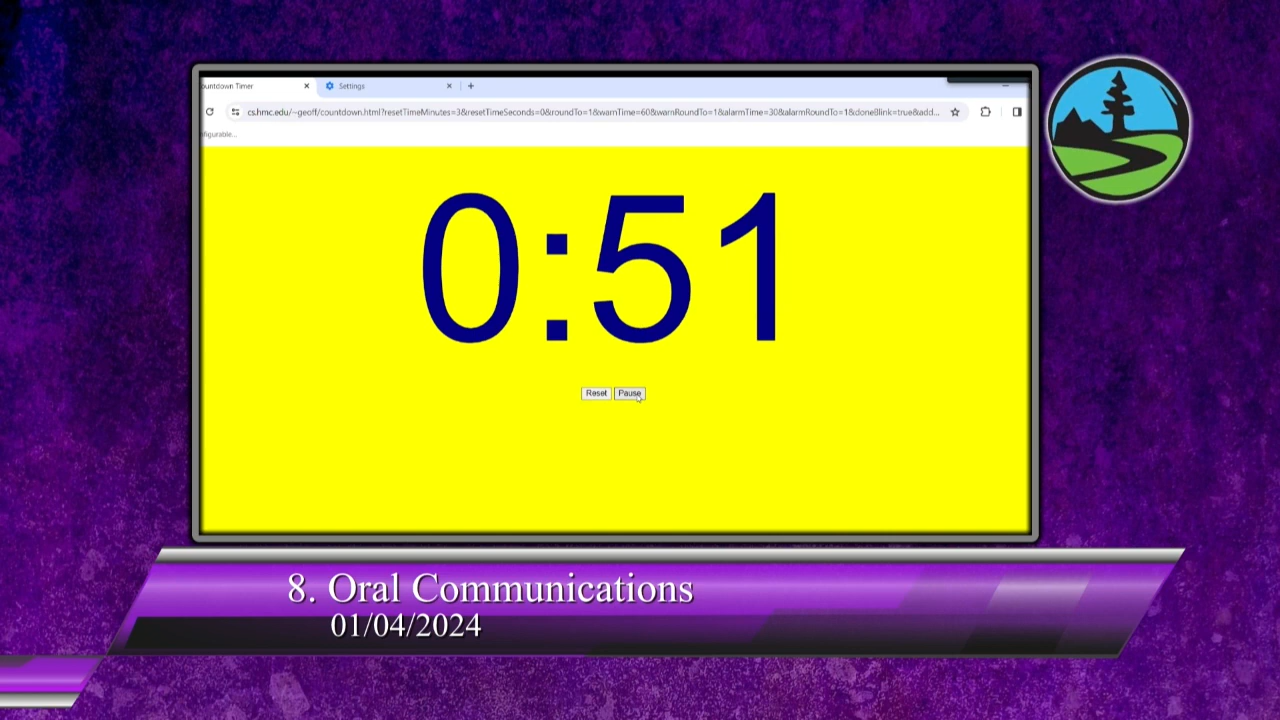 ountdown Timer
Settings
cs.hmc.edu/~geoff/countdown.html?resetTimeMinutes=3&resetTimeSeconds=0&roundTo=1&warnTime=60&warnRoundTo=1&alarmTime=30&alarmRoundTo=1&doneBlink=true&add...
nfigurable...
0:51
Reset Pause
8. Oral Communications
01/04/2024